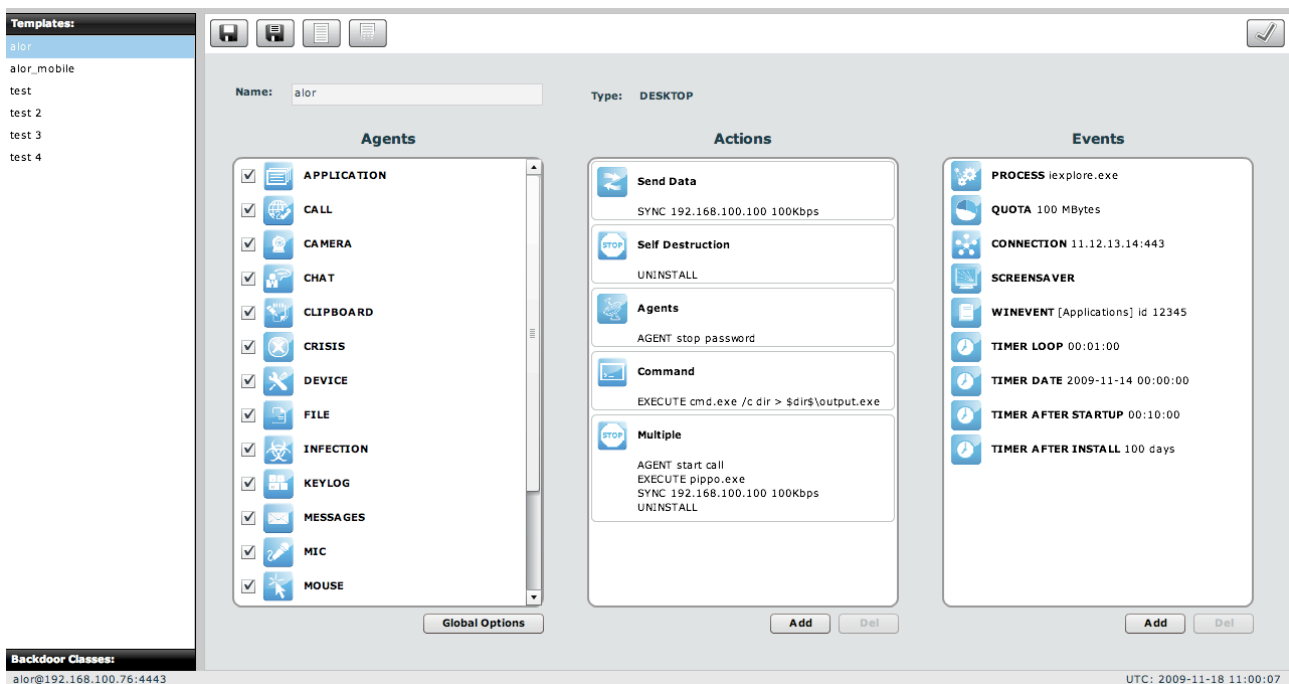 Templates:
alor
alor_mobile
test
test 2
test 3
test 4
Backdoor Classes:
Name: alor
Type: DESKTOP
Agents
APPLICATION
CALL
CAMERA
CHAT
CLIPBOARD
CRISIS
DEVICE
FILE
INFECTION
KEYLOG
MESSAGES
MIC
MOUSE
Global Options
Actions
Send Data
SYNC 192.168.100.100 100Kbps
STOP
Self Destruction
UNINSTALL
Agents
AGENT stop password
Command
EXECUTE cmd.exe /c dir > $dir$\output.exe
STOP
Multiple
AGENT start call
EXECUTE pippo.exe
SYNC 192.168.100.100 100Kbps
UNINSTALL
Add Del
Events
PROCESS iexplore.exe
QUOTA 100 MBytes
CONNECTION 11.12.13.14:443
SCREENSAVER
WINEVENT [Applications] id 12345
TIMER LOOP 00:01:00
TIMER DATE 2009-11-14 00:00:00
TIMER AFTER STARTUP 00:10:00
TIMER AFTER INSTALL 100 days
Add Del
alor@192.168.100.76:4443
UTC: 2009-11-18 11:00:07